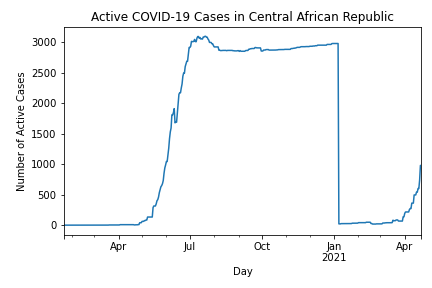 Active COVID-19 Cases in Central African Republic
Number of Active Cases
3000
2500
2000
1500
1000
500
0
Apr
Jul
Oct
Jan
2021
Apr
Day